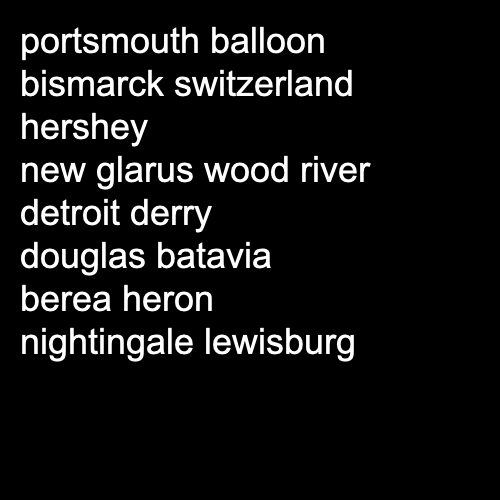 portsmouth balloon
bismarck switzerland
hershey
new glarus wood river
detroit derry
douglas batavia
berea heron
nightingale lewisburg